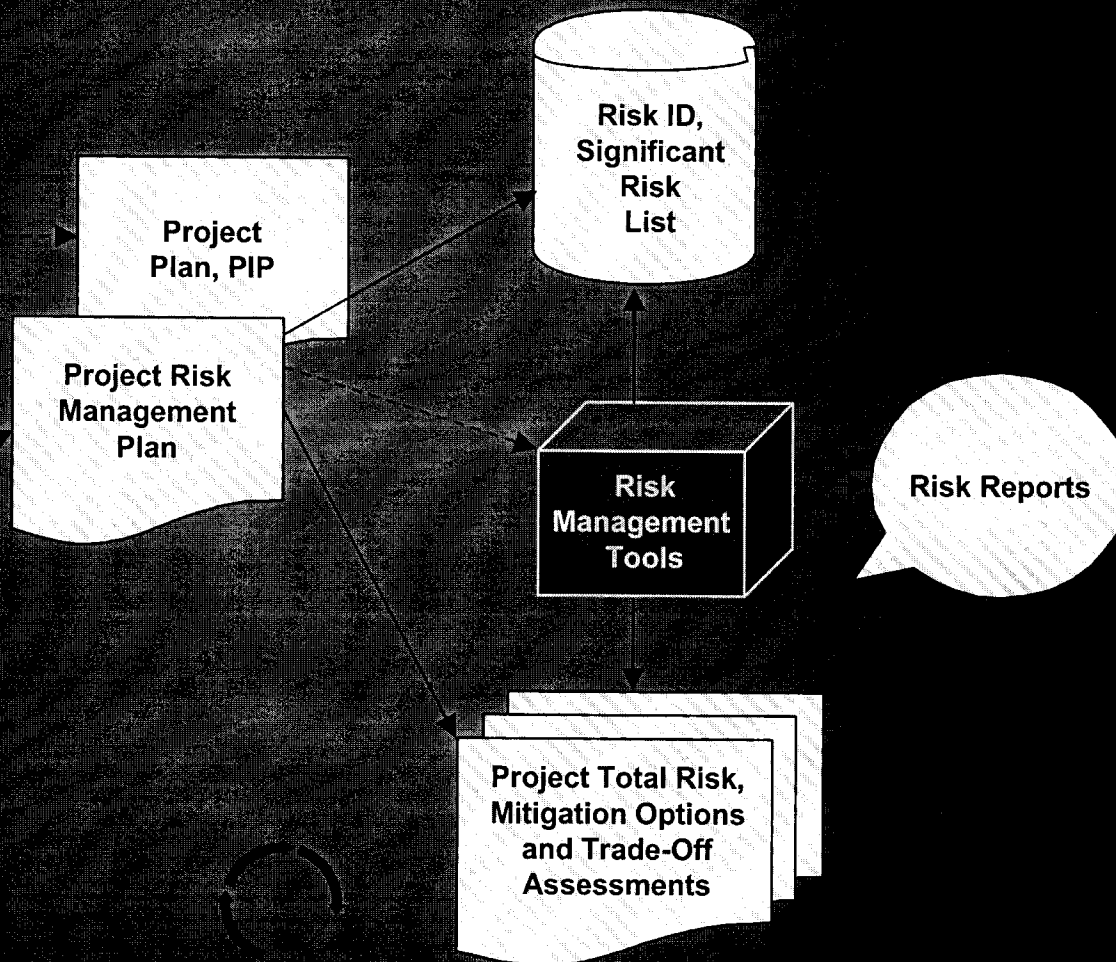 Risk ID,
Significant
Risk
List
Project
Plan, PIP
Project Risk
Management
Plan
Risk
Management
Tools
Risk Reports
Project Total Risk,
Mitigation Options
and Trade-Off
Assessments